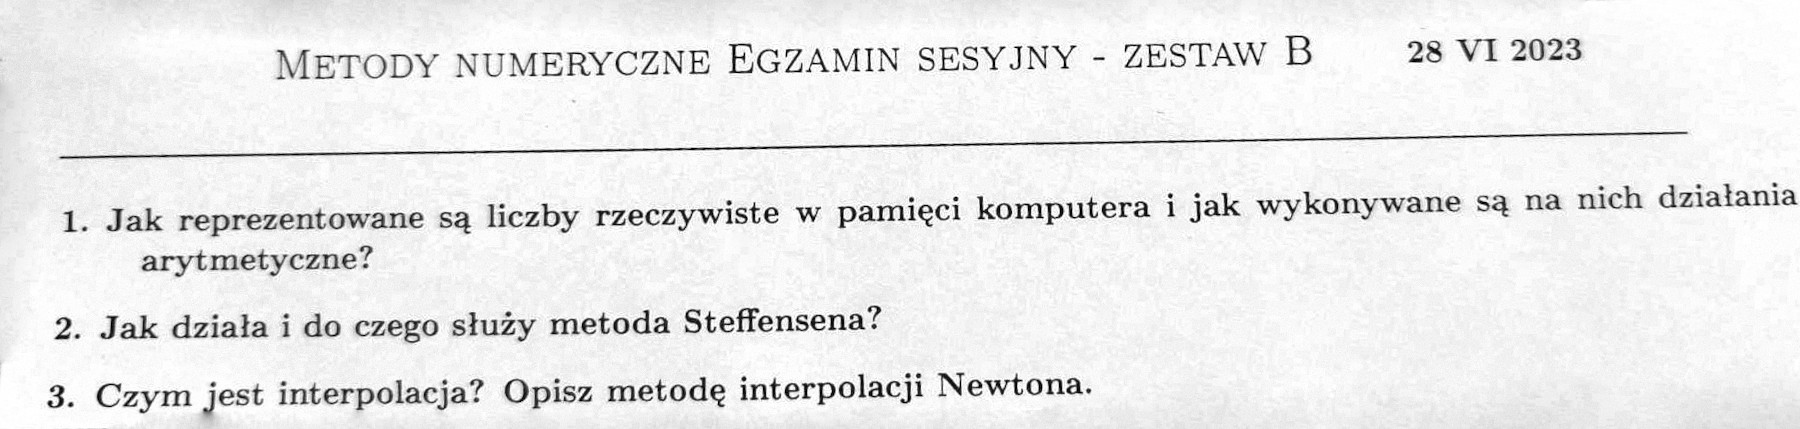 Metody numeryczne Egzamin sesyjny - zestaw B 28 VI 2023
1. Jak reprezentowane są liczby rzeczywiste w pamięci komputera i jak wykonywane są na nich działania
arytmetyczne?
2. Jak działa i do czego służy metoda Steffensena?
3. Czym jest interpolacja? Opisz metodę interpolacji Newtona.